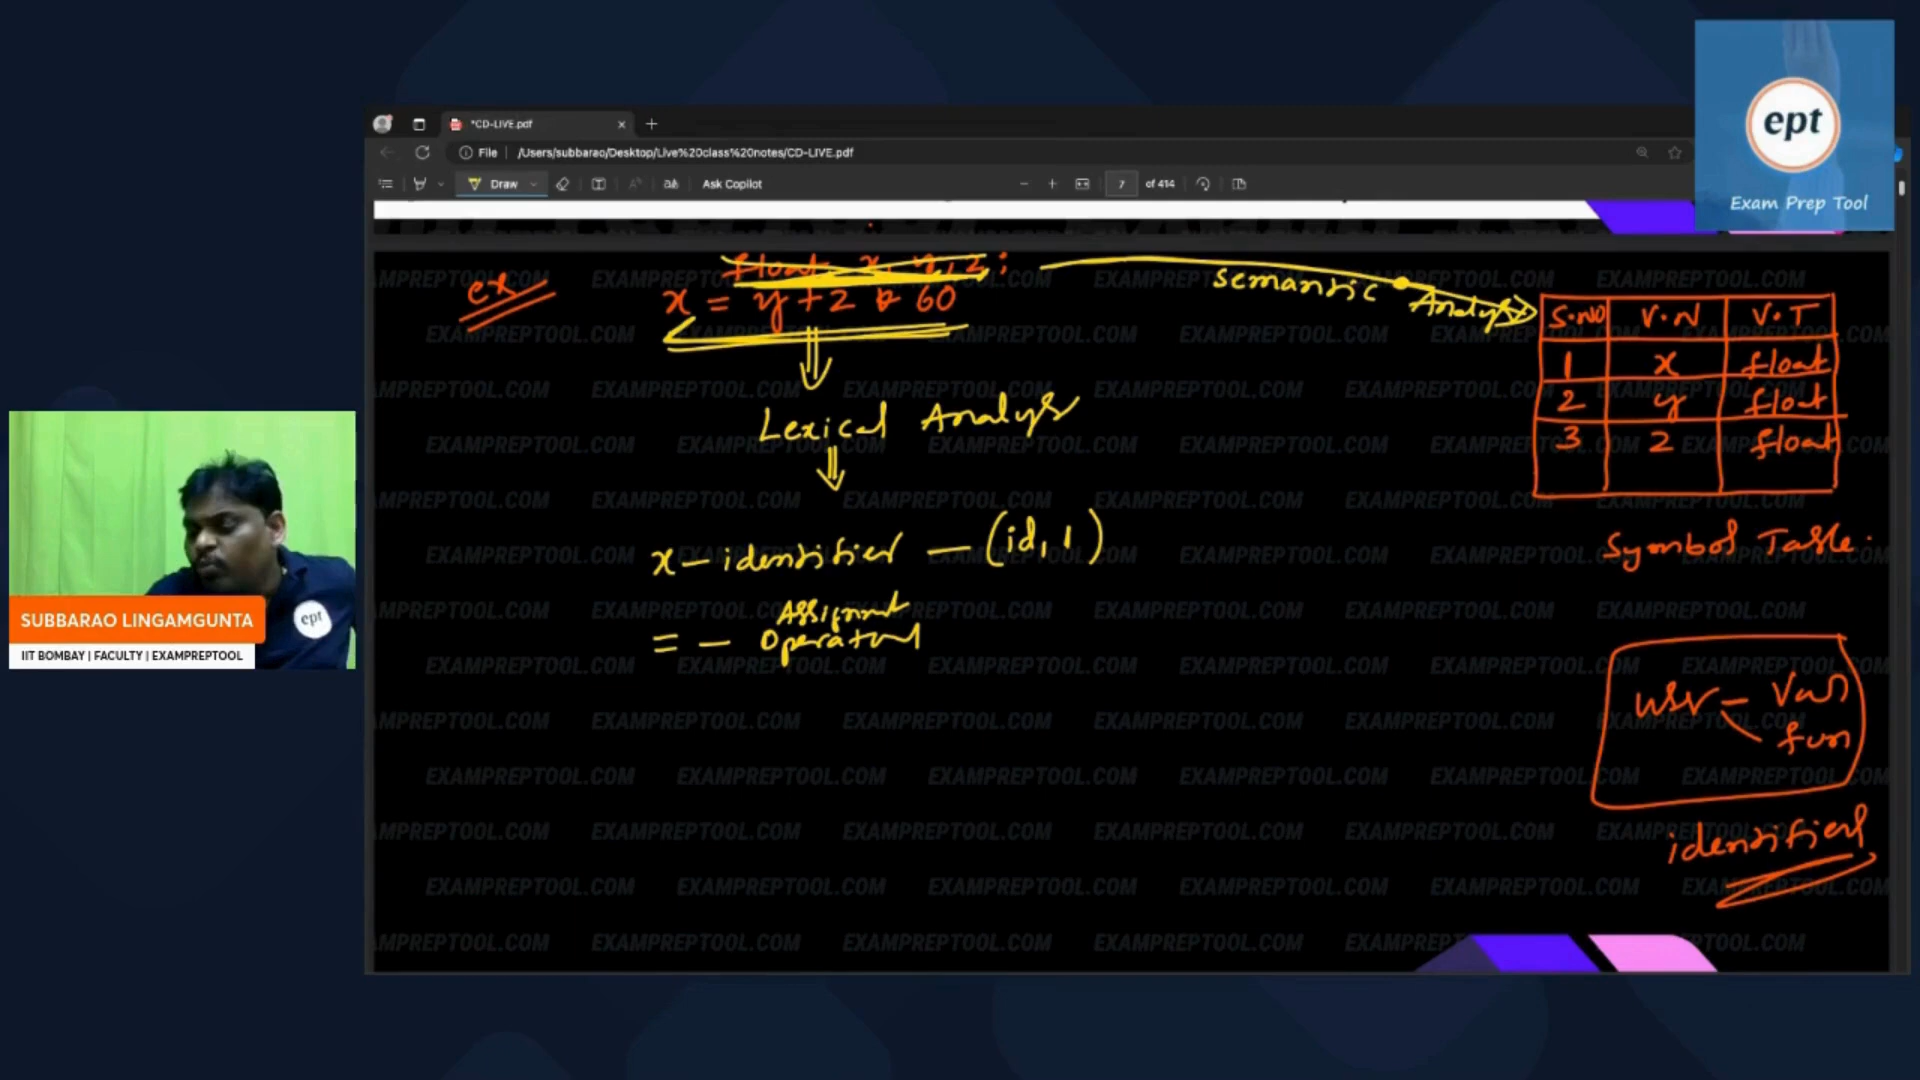 ept
Exam Prep Tool
*CD-LIVE.pdf
File | /Users/subbarao/Desktop/Live%20class%20notes/CD-LIVE.pdf
Draw
Ask Copilot
7 of 414
ex
float x, y, z;
x = y + z * 60
semantic Analysis
S.NO V.N V.T
1 x float
2 y flot
3 z float
Symbol Table.
Lexical Analysis
x - identifier - (id, 1)
= - Assignment Operator
usr - Var
fun
identifier
SUBBARAO LINGAMGUNTA
IIT BOMBAY | FACULTY | EXAMPREPTOOL
ept
EXAMPREPTOOL.COM